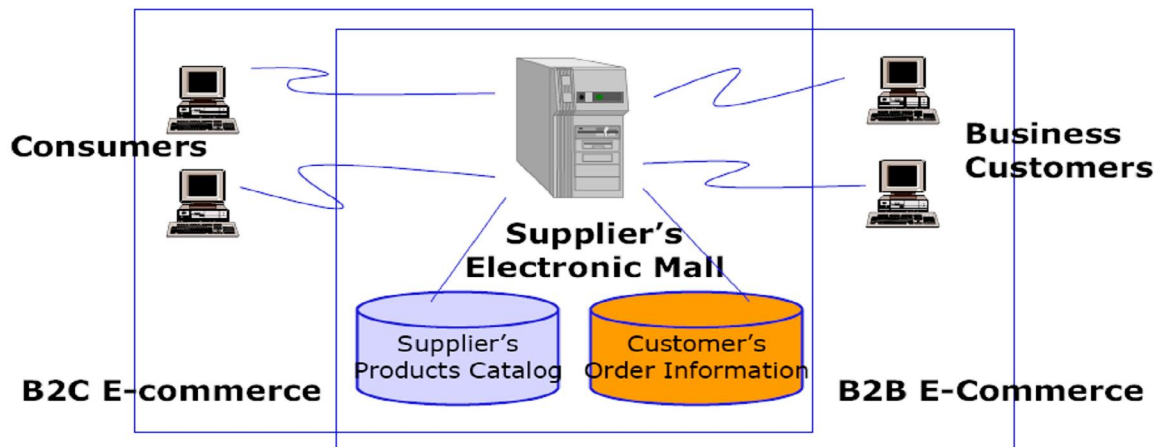 Consumers
Business
Customers
Supplier's
Electronic Mall
Supplier's
Products Catalog
Customer's
Order Information
B2C E-commerce
B2B E-Commerce